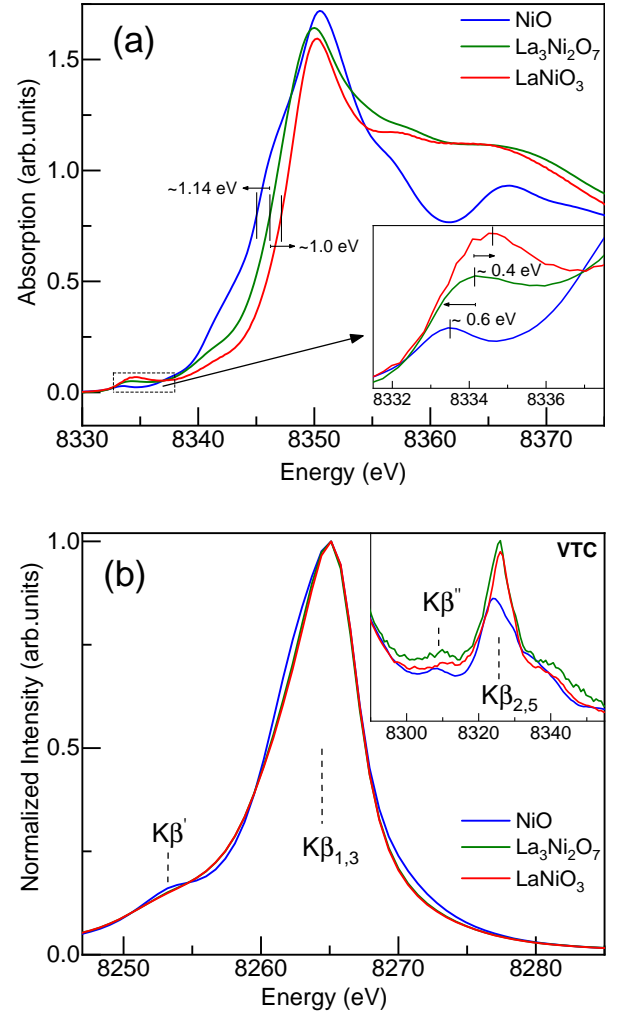 (a)
NiO
La3Ni2O7
LaNiO3
Absorption (arb.units)
1.5
1.0
0.5
0.0
~1.14 eV
~1.0 eV
~ 0.4 eV
~ 0.6 eV
8332 8334 8336
8330 8340 8350 8360 8370
Energy (eV)
(b)
VTC
Kβ"
Kβ2,5
8300 8320 8340
Normalized Intensity (arb.units)
1.0
0.5
0.0
Kβ'
Kβ1,3
NiO
La3Ni2O7
LaNiO3
8250 8260 8270 8280
Energy (eV)